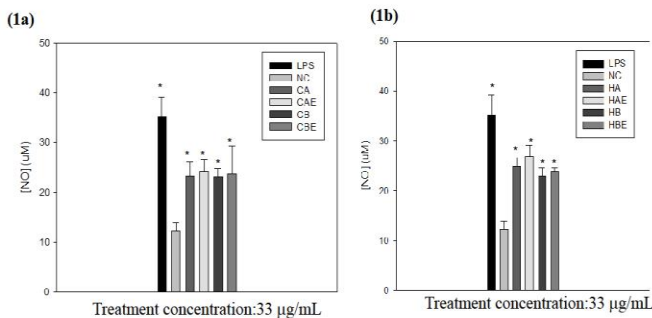 (1a)
50
40
30
20
10
0
[NO] (uM)
LPS
NC
CA
CAE
CB
CBE
*
*
*
*
*
Treatment concentration:33 µg/mL
(1b)
50
40
30
20
10
0
[NO] (uM)
LPS
NC
HA
HAE
HB
HBE
*
*
*
*
*
Treatment concentration:33 µg/mL